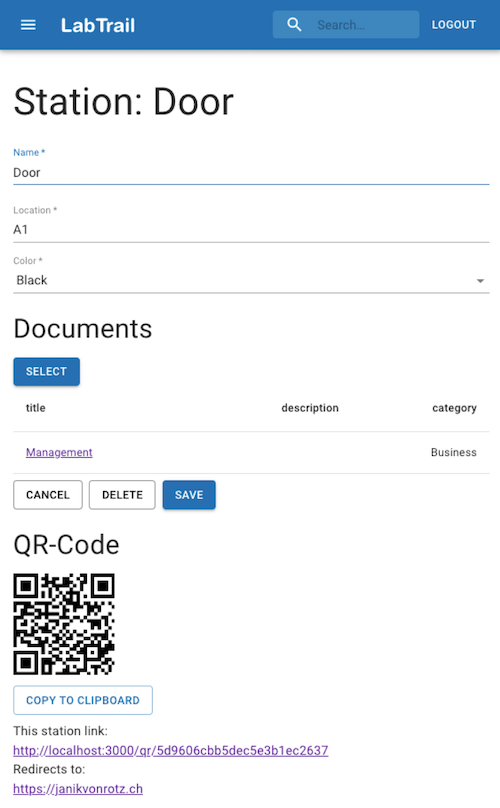 LabTrail
Search...
LOGOUT
Station: Door
Name *
Door
Location *
A1
Color *
Black
Documents
SELECT
title description category
Management Business
CANCEL DELETE SAVE
QR-Code
COPY TO CLIPBOARD
This station link:
http://localhost:3000/qr/5d9606cbb5dec5e3b1ec2637
Redirects to:
https://janikvonrotz.ch